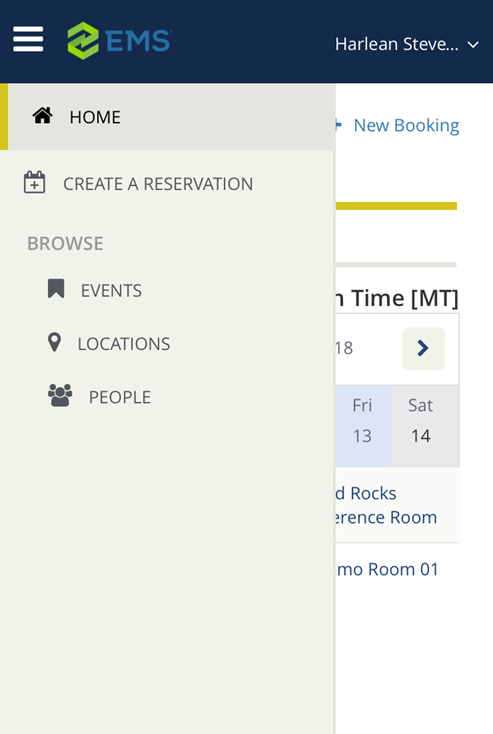 EMS
Harlean Steve...
HOME
New Booking
CREATE A RESERVATION
BROWSE
EVENTS
n Time [MT]
LOCATIONS
18
PEOPLE
Fri Sat
13 14
d Rocks
erence Room
mo Room 01